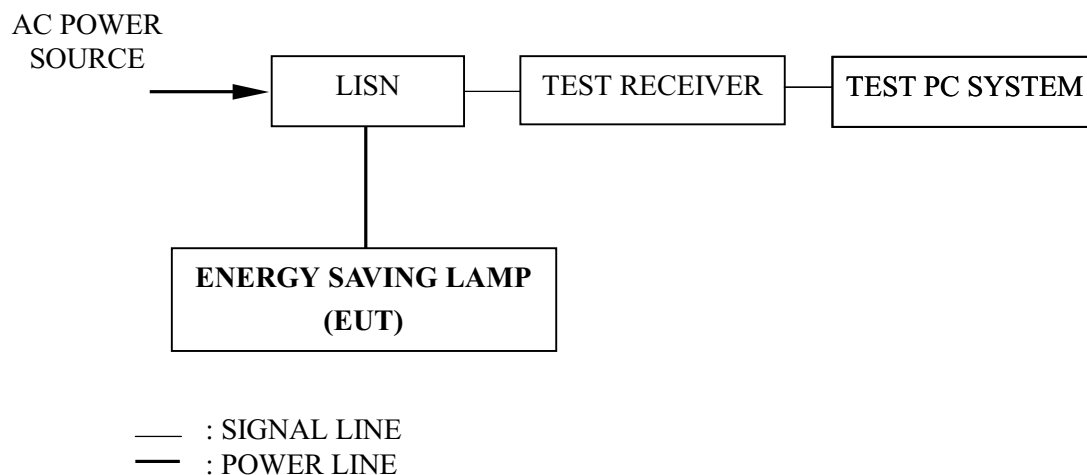 AC POWER
SOURCE
LISN
TEST RECEIVER
TEST PC SYSTEM
ENERGY SAVING LAMP
(EUT)
: SIGNAL LINE
: POWER LINE